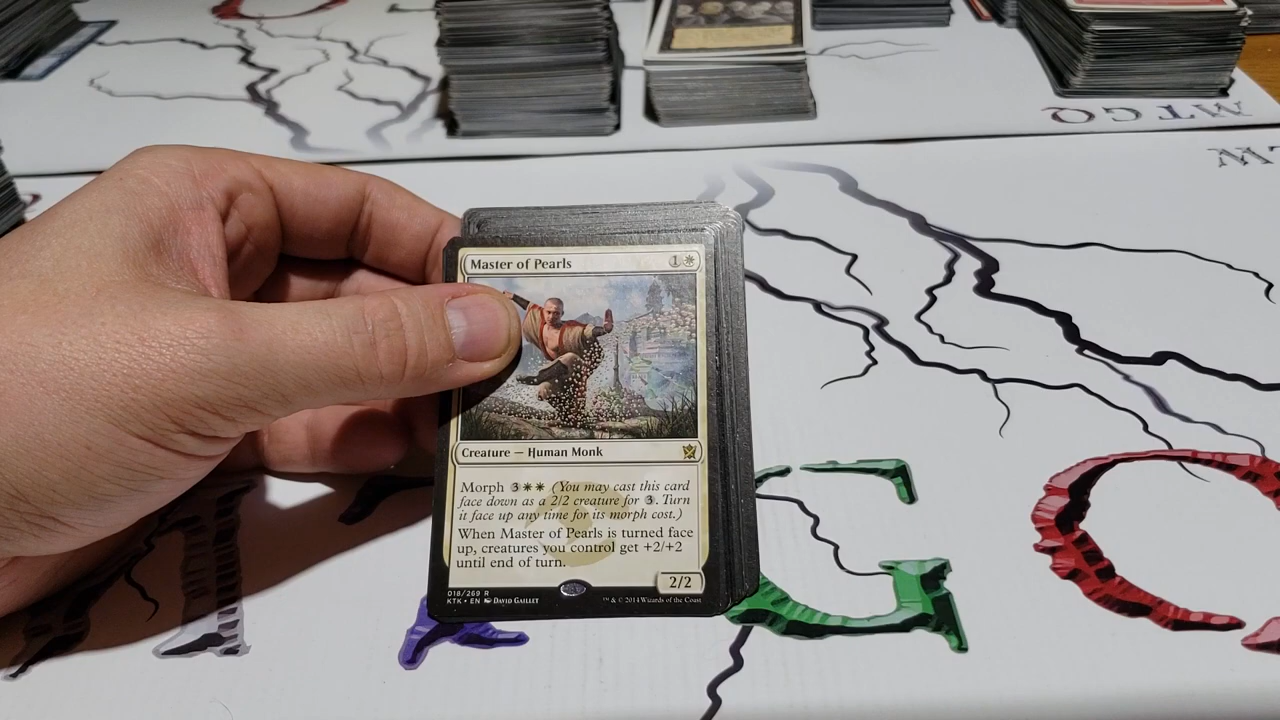 MTGQ
Master of Pearls 1
Creature — Human Monk
Morph 3 (You may cast this card
face down as a 2/2 creature for 3. Turn
it face up any time for its morph cost.)
When Master of Pearls is turned face
up, creatures you control get +2/+2
until end of turn.
2/2
018/269 R
KTK • EN DAVID GAILLET
™ & © 2014 Wizards of the Coast